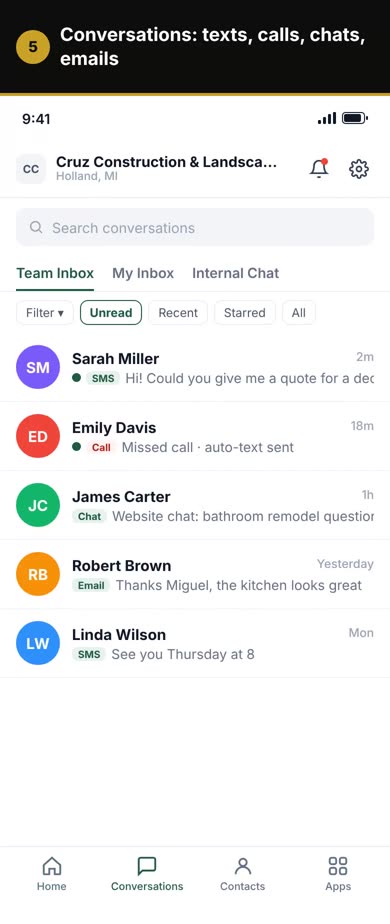 5
Conversations: texts, calls, chats,
emails
9:41
CC
Cruz Construction & Landsca...
Holland, MI
Search conversations
Team Inbox My Inbox Internal Chat
Filter ▾ Unread Recent Starred All
SM
Sarah Miller 2m
SMS Hi! Could you give me a quote for a dec
ED
Emily Davis 18m
Call Missed call · auto-text sent
JC
James Carter 1h
Chat Website chat: bathroom remodel question
RB
Robert Brown Yesterday
Email Thanks Miguel, the kitchen looks great
LW
Linda Wilson Mon
SMS See you Thursday at 8
Home Conversations Contacts Apps